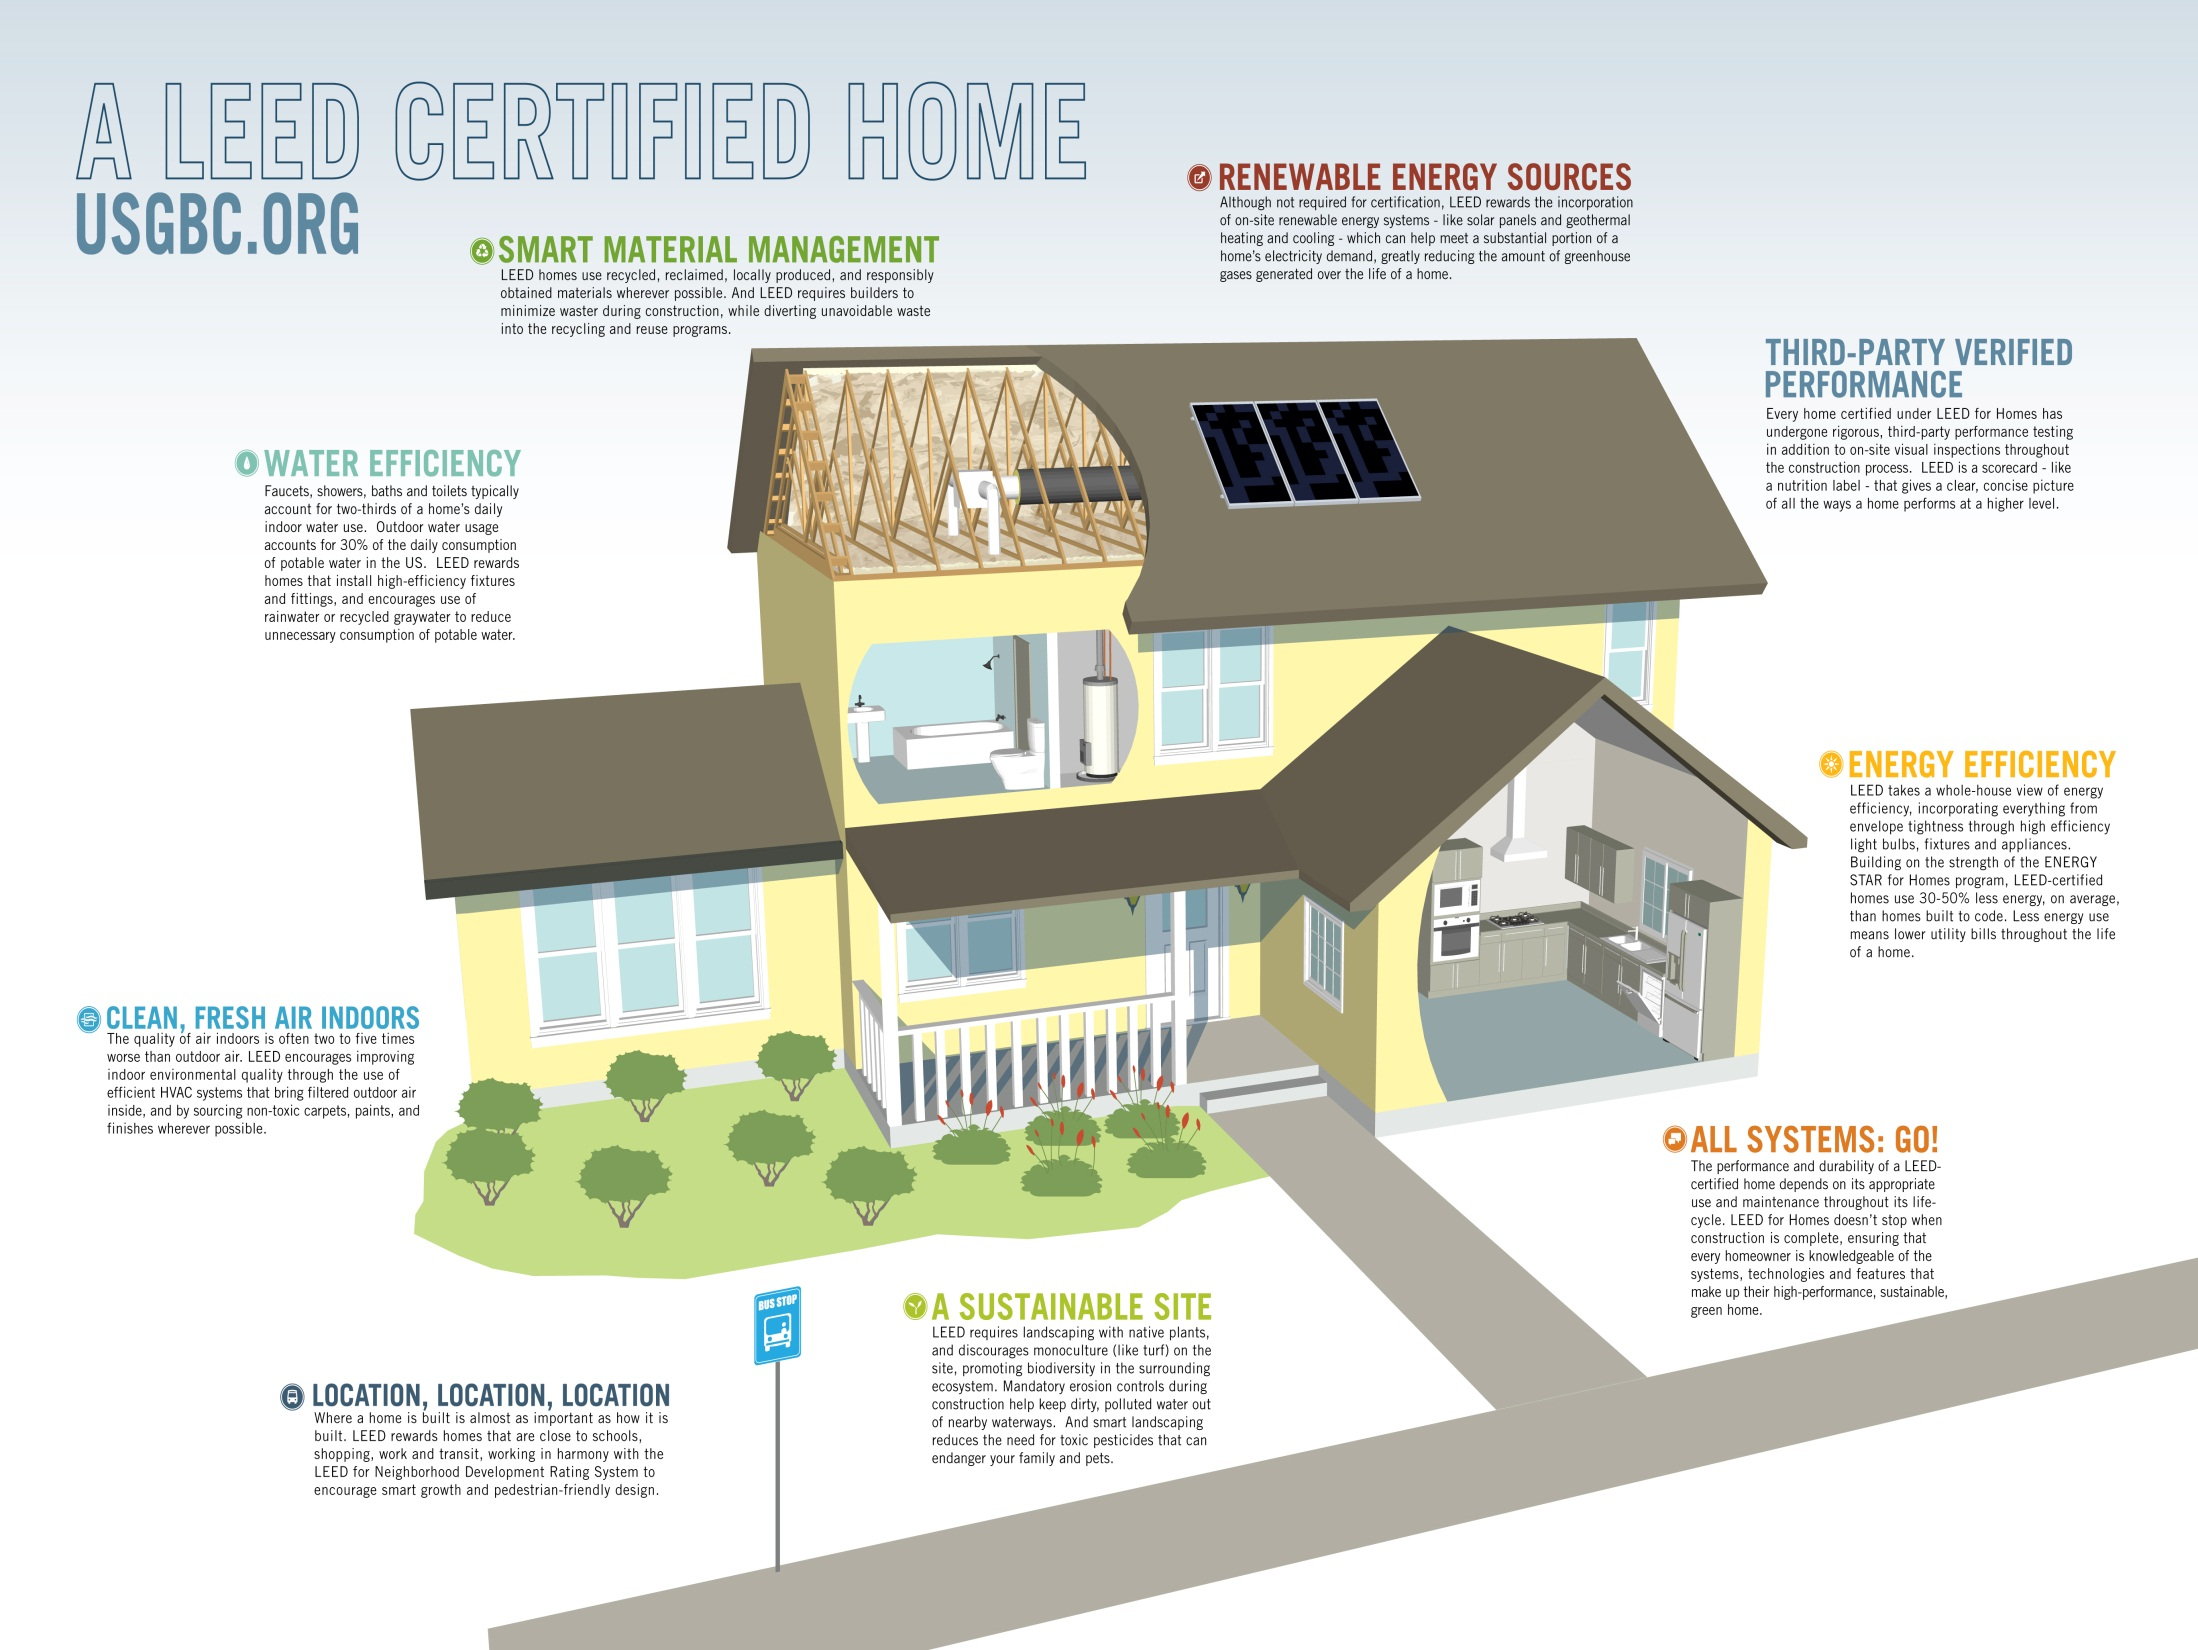 A LEED CERTIFIED HOME
USGBC.ORG
RENEWABLE ENERGY SOURCES
Although not required for certification, LEED rewards the incorporation
of on-site renewable energy systems - like solar panels and geothermal
heating and cooling - which can help meet a substantial portion of a
home's electricity demand, greatly reducing the amount of greenhouse
gases generated over the life of a home.
SMART MATERIAL MANAGEMENT
LEED homes use recycled, reclaimed, locally produced, and responsibly
obtained materials wherever possible. And LEED requires builders to
minimize waster during construction, while diverting unavoidable waste
into the recycling and reuse programs.
THIRD-PARTY VERIFIED
PERFORMANCE
Every home certified under LEED for Homes has
undergone rigorous, third-party performance testing
in addition to on-site visual inspections throughout
the construction process. LEED is a scorecard - like
a nutrition label - that gives a clear, concise picture
of all the ways a home performs at a higher level.
WATER EFFICIENCY
Faucets, showers, baths and toilets typically
account for two-thirds of a home's daily
indoor water use. Outdoor water usage
accounts for 30% of the daily consumption
of potable water in the US. LEED rewards
homes that install high-efficiency fixtures
and fittings, and encourages use of
rainwater or recycled graywater to reduce
unnecessary consumption of potable water.
ENERGY EFFICIENCY
LEED takes a whole-house view of energy
efficiency, incorporating everything from
envelope tightness through high efficiency
light bulbs, fixtures and appliances.
Building on the strength of the ENERGY
STAR for Homes program, LEED-certified
homes use 30-50% less energy, on average,
than homes built to code. Less energy use
means lower utility bills throughout the life
of a home.
CLEAN, FRESH AIR INDOORS
The quality of air indoors is often two to five times
worse than outdoor air. LEED encourages improving
indoor environmental quality through the use of
efficient HVAC systems that bring filtered outdoor air
inside, and by sourcing non-toxic carpets, paints, and
finishes wherever possible.
ALL SYSTEMS: GO!
The performance and durability of a LEED-
certified home depends on its appropriate
use and maintenance throughout its life-
cycle. LEED for Homes doesn't stop when
construction is complete, ensuring that
every homeowner is knowledgeable of the
systems, technologies and features that
make up their high-performance, sustainable,
green home.
BUS STOP
A SUSTAINABLE SITE
LEED requires landscaping with native plants,
and discourages monoculture (like turf) on the
site, promoting biodiversity in the surrounding
ecosystem. Mandatory erosion controls during
construction help keep dirty, polluted water out
of nearby waterways. And smart landscaping
reduces the need for toxic pesticides that can
endanger your family and pets.
LOCATION, LOCATION, LOCATION
Where a home is built is almost as important as how it is
built. LEED rewards homes that are close to schools,
shopping, work and transit, working in harmony with the
LEED for Neighborhood Development Rating System to
encourage smart growth and pedestrian-friendly design.